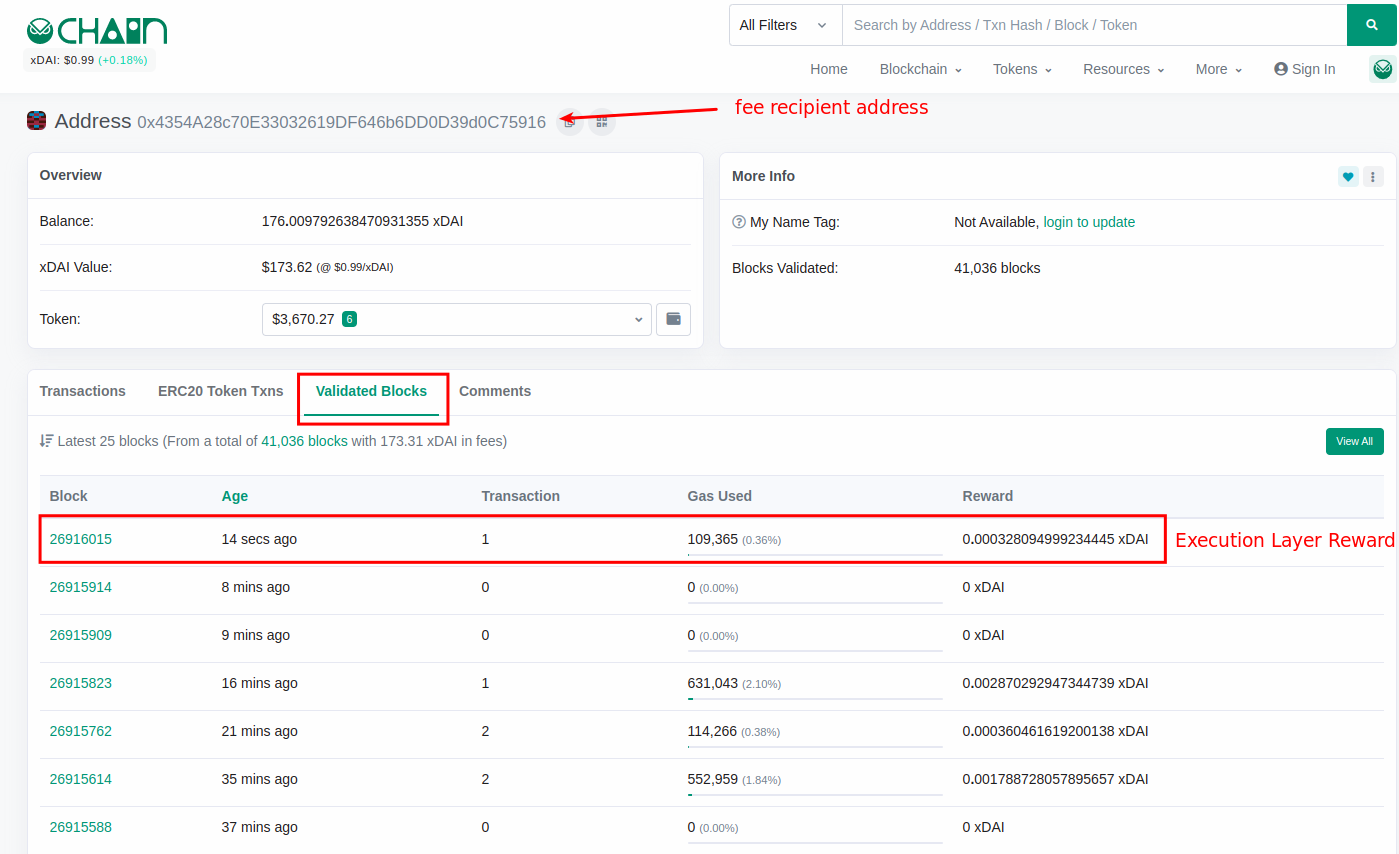 CHAIN
All Filters Search by Address / Txn Hash / Block / Token
xDAI: $0.99 (+0.18%)
Home Blockchain Tokens Resources More Sign In
fee recipient address
Address 0x4354A28c70E33032619DF646b6DD0D39d0C75916
Overview
Balance: 176.009792638470931355 xDAI
xDAI Value: $173.62 (@ $0.99/xDAI)
Token: $3,670.27 6
More Info
My Name Tag: Not Available, login to update
Blocks Validated: 41,036 blocks
Transactions ERC20 Token Txns Validated Blocks Comments
Latest 25 blocks (From a total of 41,036 blocks with 173.31 xDAI in fees) View All
Block Age Transaction Gas Used Reward
26916015 14 secs ago 1 109,365 (0.36%) 0.000328094999234445 xDAI Execution Layer Reward
26915914 8 mins ago 0 0 (0.00%) 0 xDAI
26915909 9 mins ago 0 0 (0.00%) 0 xDAI
26915823 16 mins ago 1 631,043 (2.10%) 0.002870292947344739 xDAI
26915762 21 mins ago 2 114,266 (0.38%) 0.000360461619200138 xDAI
26915614 35 mins ago 2 552,959 (1.84%) 0.001788728057895657 xDAI
26915588 37 mins ago 0 0 (0.00%) 0 xDAI